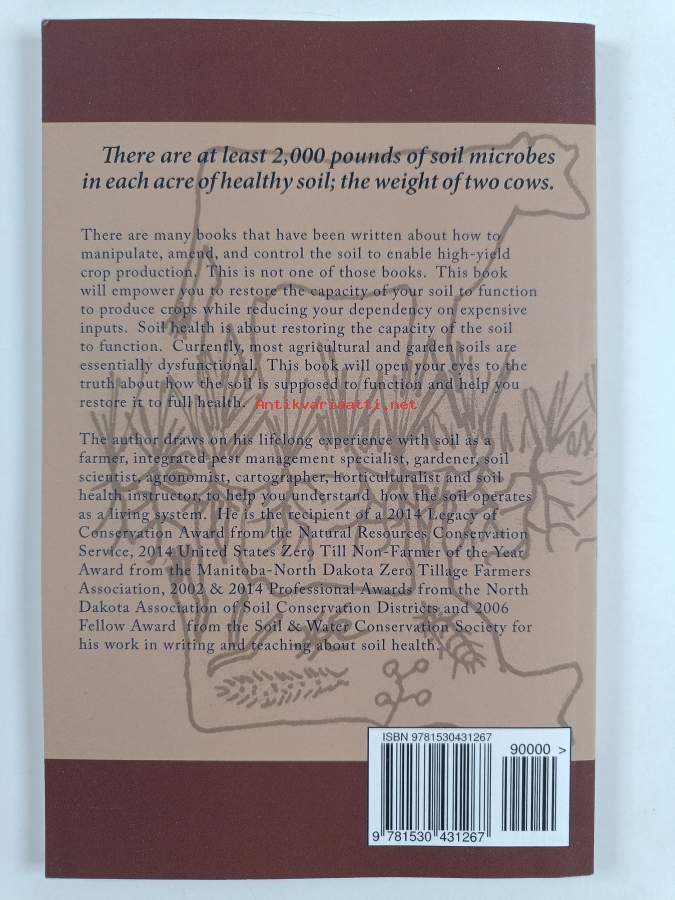 There are at least 2,000 pounds of soil microbes
in each acre of healthy soil; the weight of two cows.
There are many books that have been written about how to
manipulate, amend, and control the soil to enable high-yield
crop production. This is not one of those books. This book
will empower you to restore the capacity of your soil to function
to produce crops while reducing your dependency on expensive
inputs. Soil health is about restoring the capacity of the soil
to function. Currently, most agricultural and garden soils are
essentially dysfunctional. This book will open your eyes to the
truth about how the soil is supposed to function and help you
restore it to full health. Antikvariaatti.net
The author draws on his lifelong experience with soil as a
farmer, integrated pest management specialist, gardener, soil
scientist, agronomist, cartographer, horticulturalist and soil
health instructor, to help you understand how the soil operates
as a living system. He is the recipient of a 2014 Legacy of
Conservation Award from the Natural Resources Conservation
Service, 2014 United States Zero Till Non-Farmer of the Year
Award from the Manitoba-North Dakota Zero Tillage Farmers
Association, 2002 & 2014 Professional Awards from the North
Dakota Association of Soil Conservation Districts and 2006
Fellow Award from the Soil & Water Conservation Society for
his work in writing and teaching about soil health.
ISBN 9781530431267
90000 >
9 781530 431267